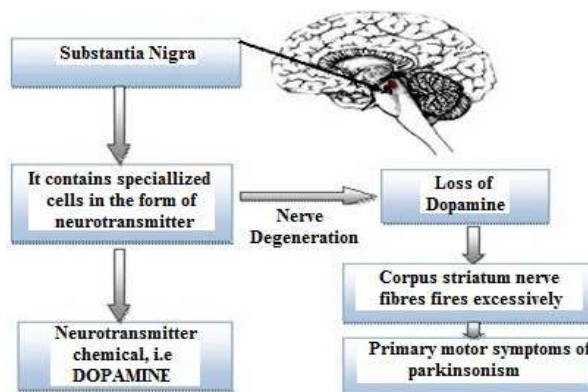 Substantia Nigra
It contains speciallized
cells in the form of
neurotransmitter
Nerve
Degeneration
Loss of
Dopamine
Corpus striatum nerve
fibres fires excessively
Neurotransmitter
chemical, i.e
DOPAMINE
Primary motor symptoms of
parkinsonism